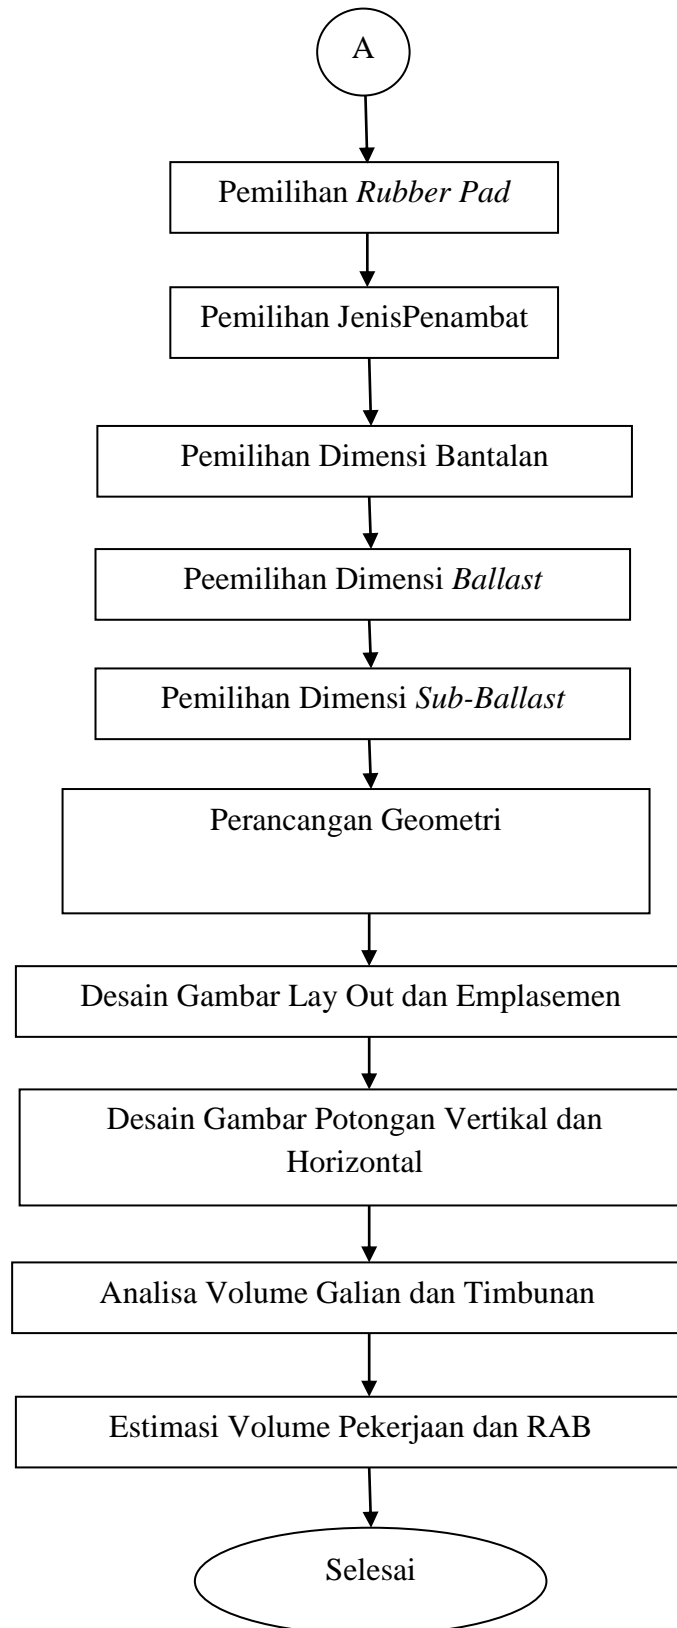 A
Pemilihan Rubber Pad
Pemilihan JenisPenambat
Pemilihan Dimensi Bantalan
Peemilihan Dimensi Ballast
Pemilihan Dimensi Sub-Ballast
Perancangan Geometri
Desain Gambar Lay Out dan Emplasemen
Desain Gambar Potongan Vertikal dan
Horizontal
Analisa Volume Galian dan Timbunan
Estimasi Volume Pekerjaan dan RAB
Selesai